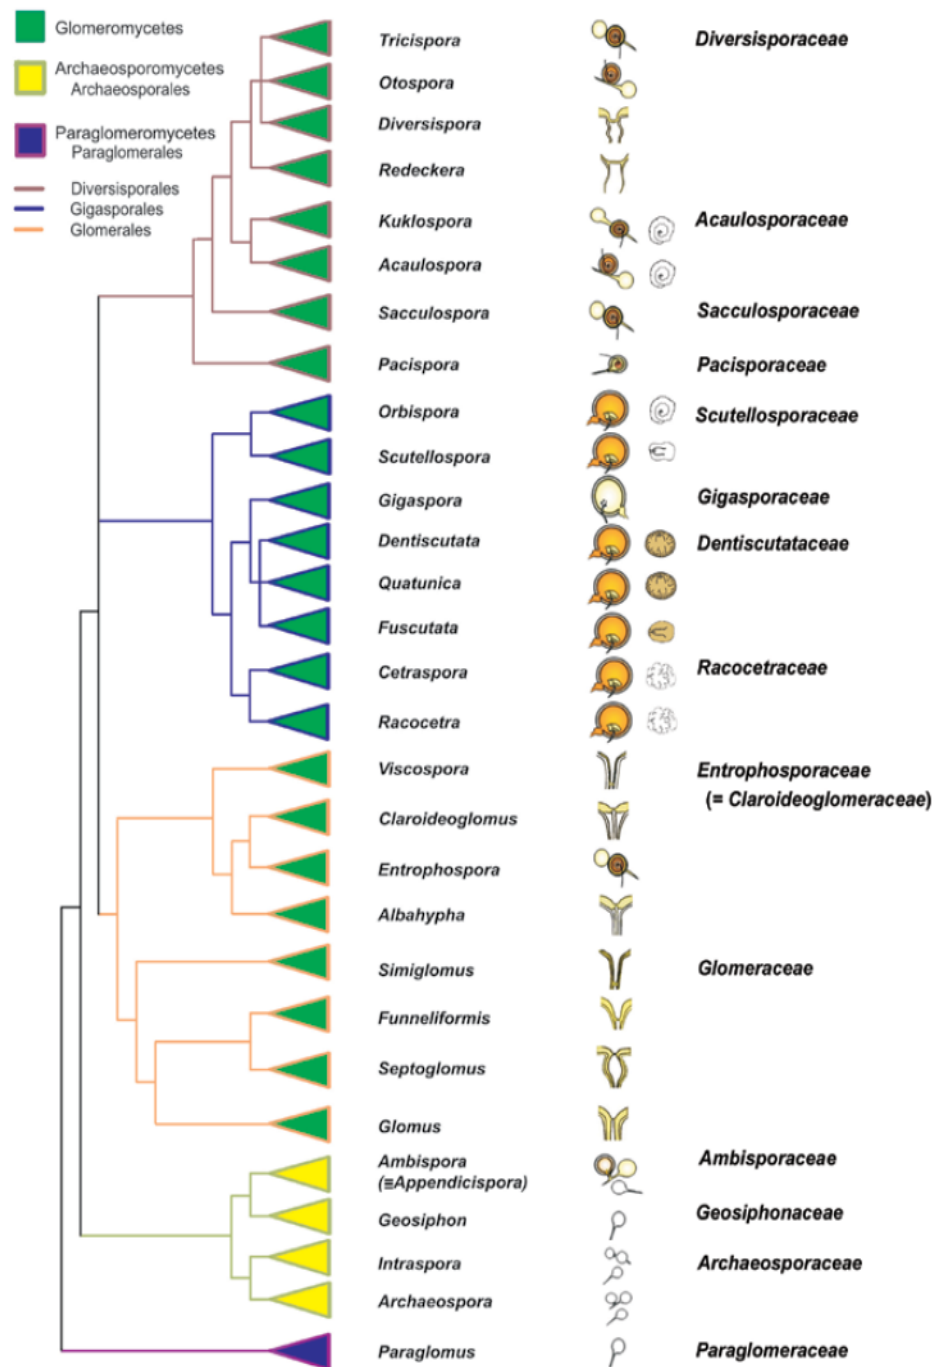 Glomeromycetes
Archaeosporomycetes
Archaeosporales
Paraglomeromycetes
Paraglomerales
Diversisporales
Gigasporales
Glomerales
Tricispora
Diversisporaceae
Otospora
Diversispora
Redeckera
Kuklospora
Acaulosporaceae
Acaulospora
Sacculospora
Sacculosporaceae
Pacispora
Pacisporaceae
Orbispora
Scutellosporaceae
Scutellospora
Gigaspora
Gigasporaceae
Dentiscutata
Dentiscutataceae
Quatunica
Fuscutata
Cetraspora
Racocetraceae
Racocetra
Viscospora
Entrophosporaceae
(= Claroideoglomeraceae)
Claroideoglomus
Entrophospora
Albahypha
Simiglomus
Glomeraceae
Funneliformis
Septoglomus
Glomus
Ambispora
(≡Appendicispora)
Ambisporaceae
Geosiphon
Geosiphonaceae
Intraspora
Archaeosporaceae
Archaeospora
Paraglomus
Paraglomeraceae